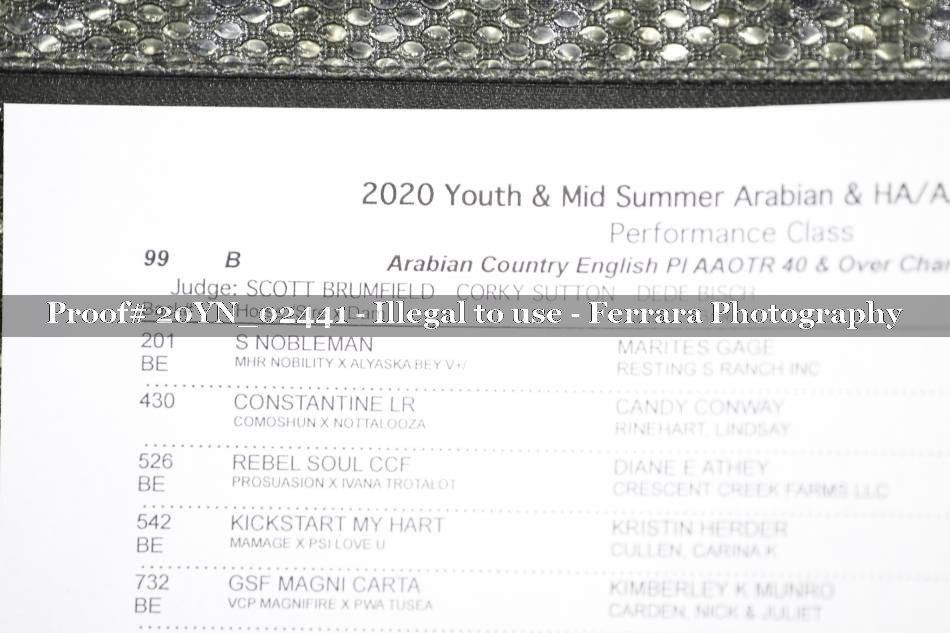 2020 Youth & Mid Summer Arabian & HA/A
Performance Class
99 B Arabian Country English Pl AAOTR 40 & Over Cham
Judge: SCOTT BRUMFIELD CORKY SUTTON DEDE BISCH
Proof# 20YN_02441 - Illegal to use - Ferrara Photography
201 S NOBLEMAN MARITES GAGE
BE MHR NOBILITY X ALYASKA BEY V+/ RESTING S RANCH INC
430 CONSTANTINE LR CANDY CONWAY
COMOSHUN X NOTTALOOZA RINEHART, LINDSAY
526 REBEL SOUL CCF DIANE E ATHEY
BE PROSUASION X IVANA TROTALOT CRESCENT CREEK FARMS LLC
542 KICKSTART MY HART KRISTIN HERDER
BE MAMAGE X PSI LOVE U CULLEN, CARINA K
732 GSF MAGNI CARTA KIMBERLEY K MUNRO
BE VCP MAGNIFIRE X PWA TUSEA CARDEN, NICK & JULIET